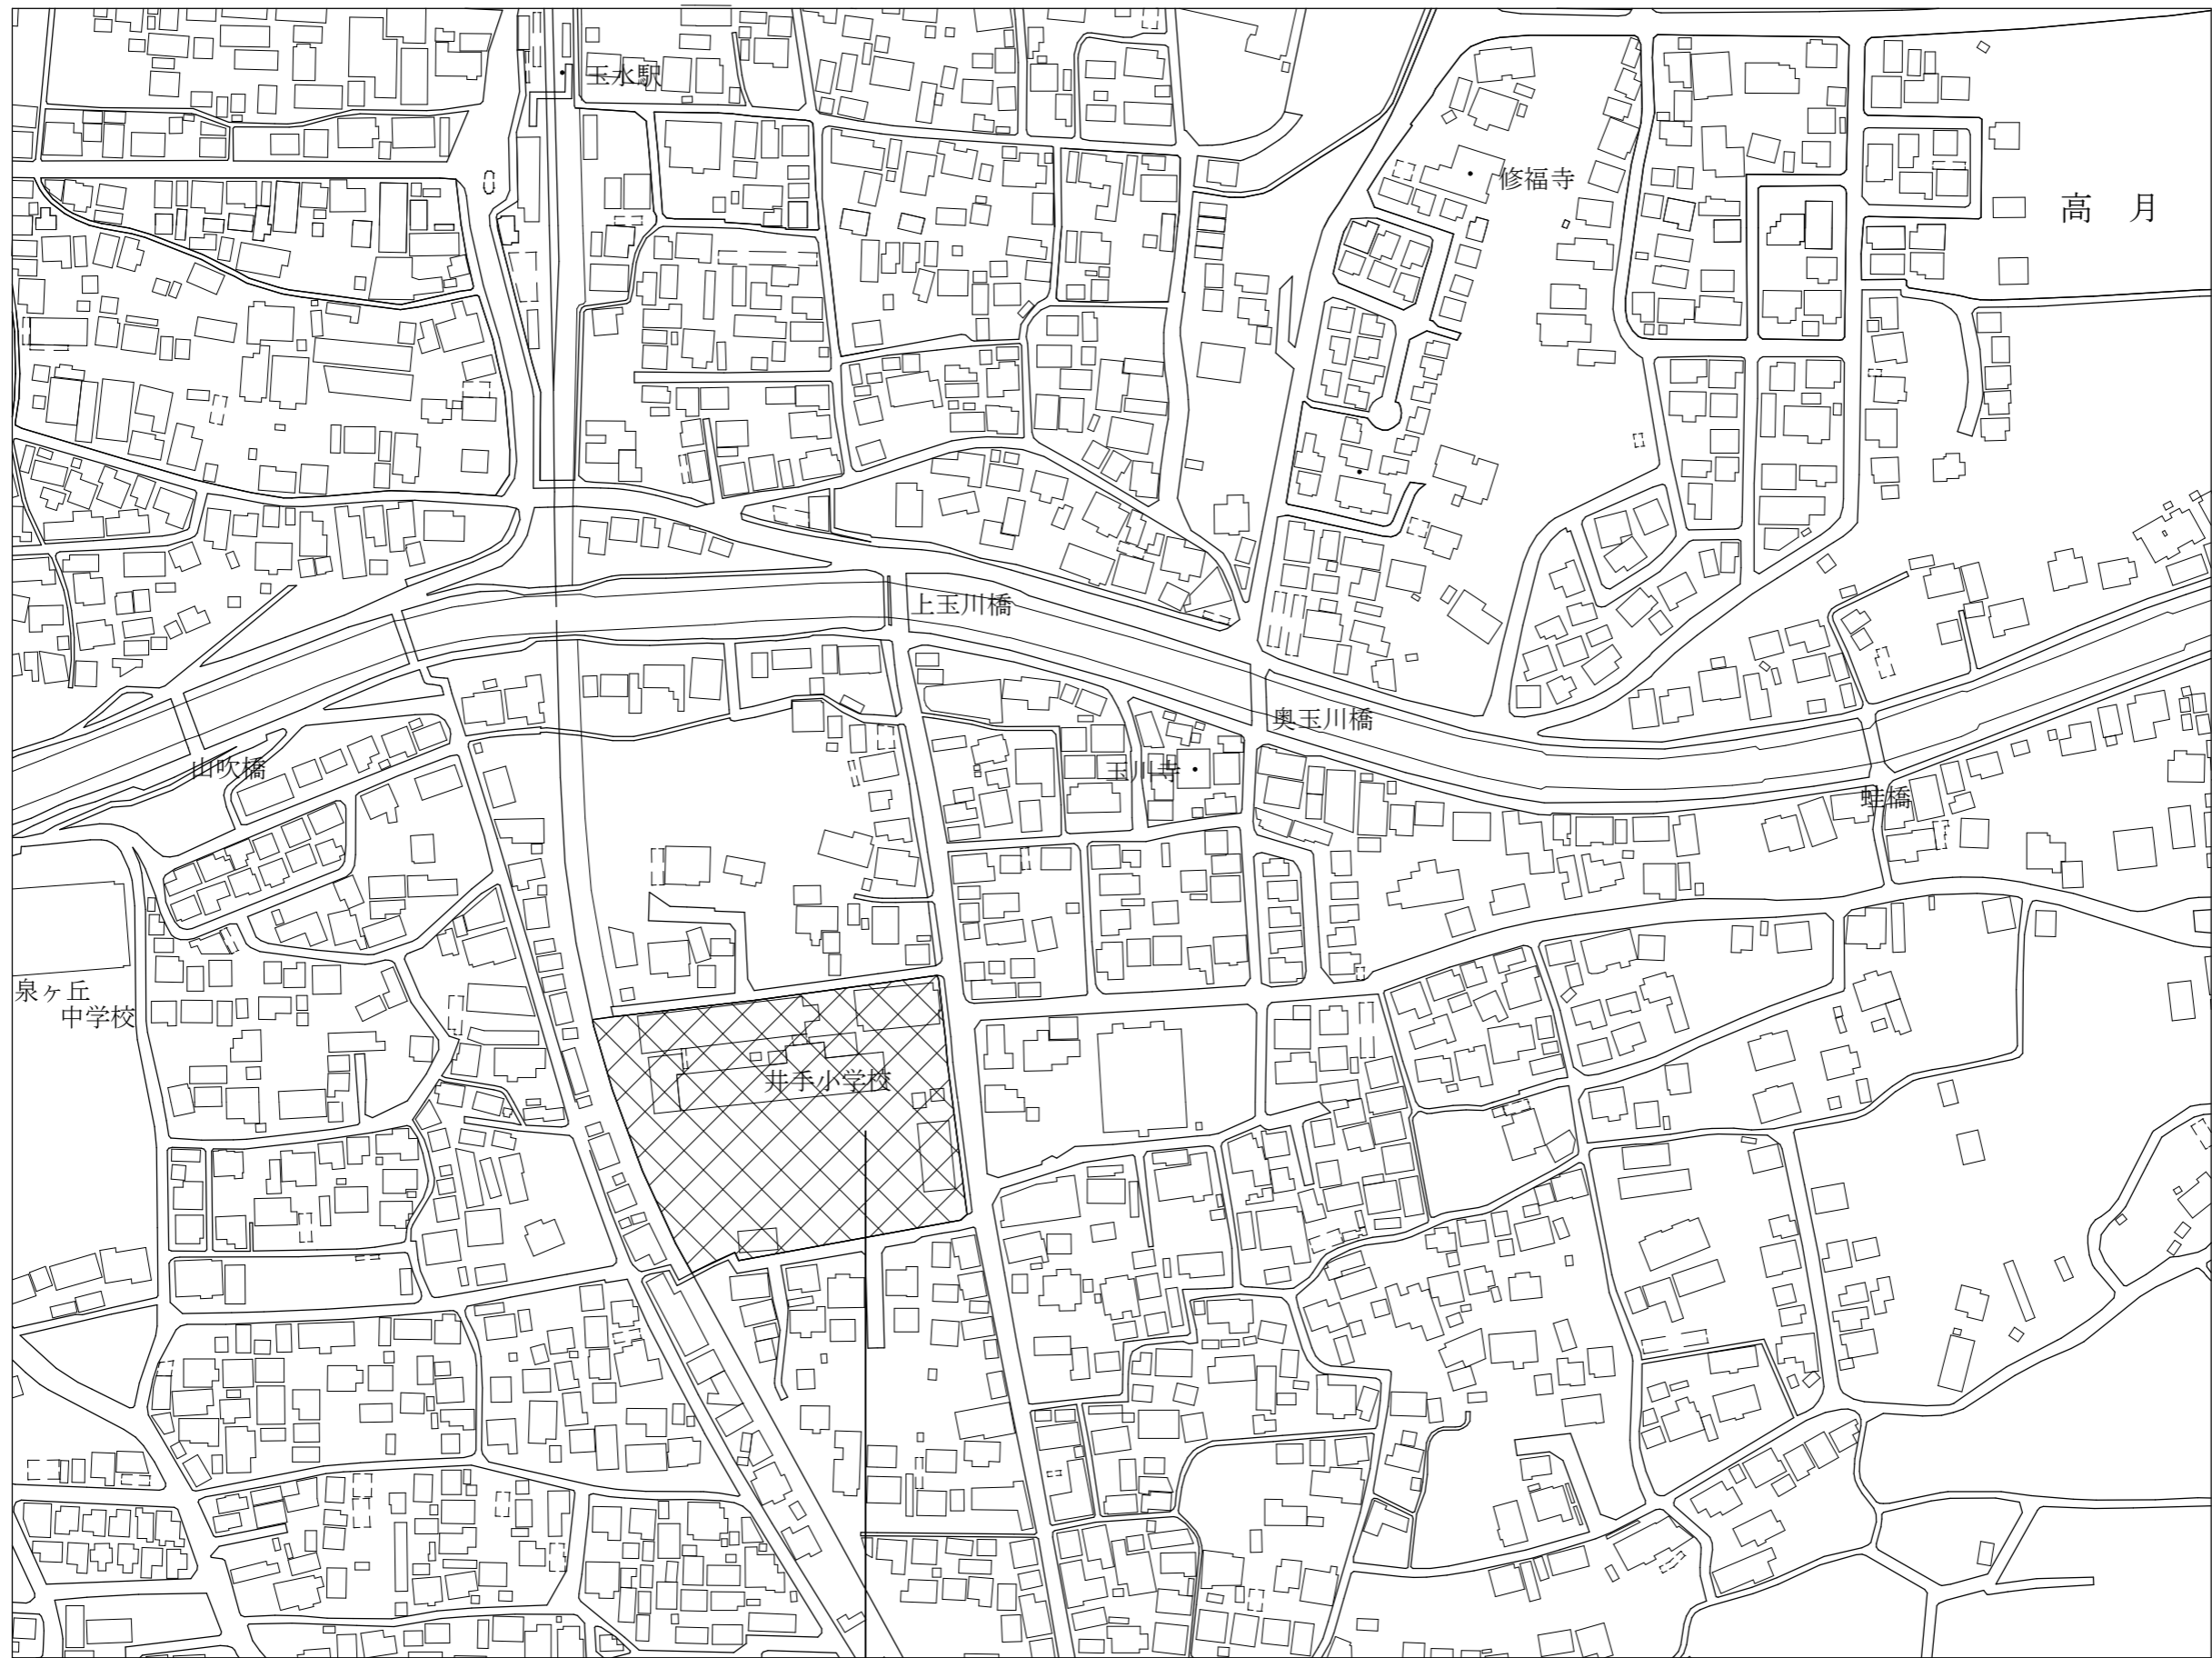 玉水駅
修福寺
高 月
上玉川橋
奥玉川橋
山吹橋
玉川寺
蛙橋
泉ヶ丘
中学校
井手小学校